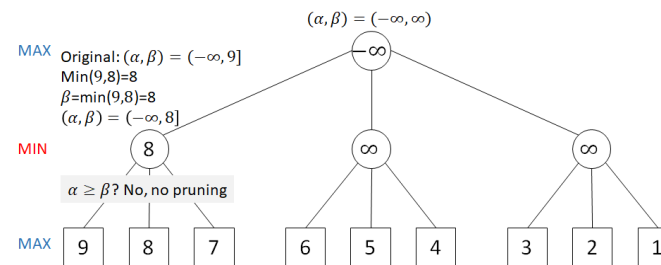 (α, β) = (−∞, ∞)
MAX
Original: (α, β) = (−∞, 9]
−∞
Min(9,8)=8
β=min(9,8)=8
(α, β) = (−∞, 8]
MIN
8
∞
∞
α ≥ β? No, no pruning
MAX
9
8
7
6
5
4
3
2
1